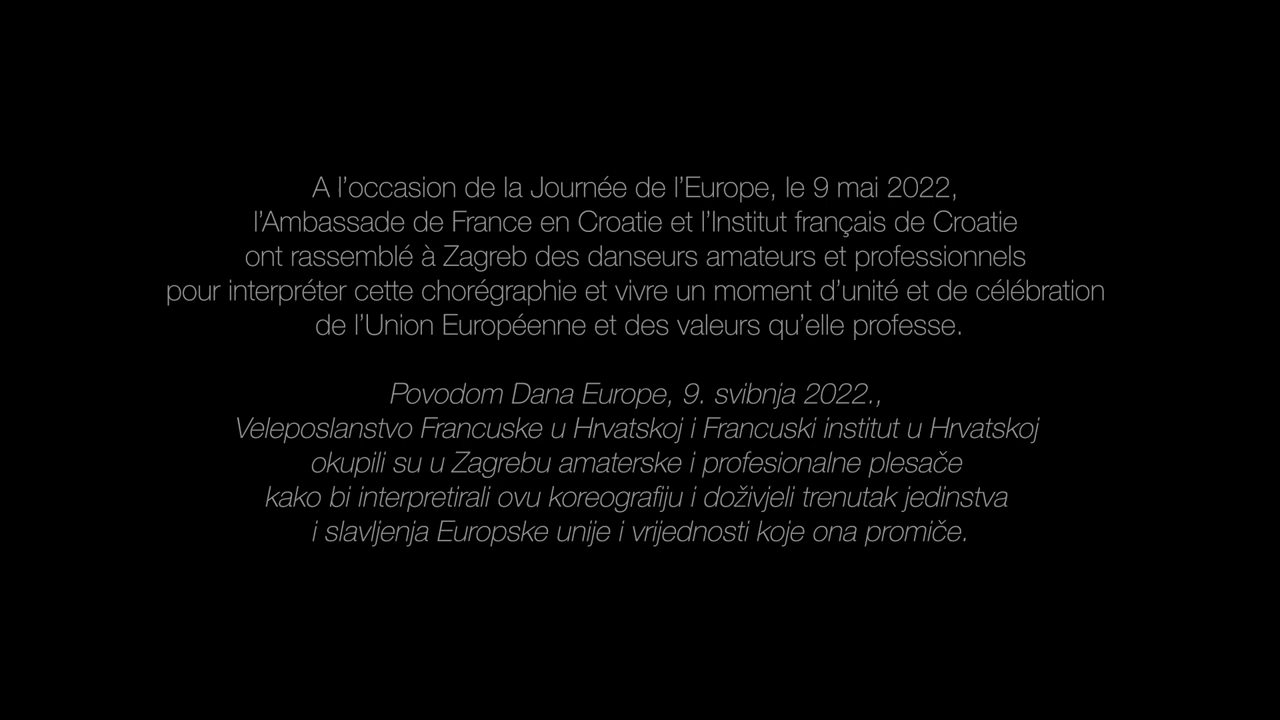 A l’occasion de la Journée de l’Europe, le 9 mai 2022,
l’Ambassade de France en Croatie et l’Institut français de Croatie
ont rassemblé à Zagreb des danseurs amateurs et professionnels
pour interpréter cette chorégraphie et vivre un moment d’unité et de célébration
de l’Union Européenne et des valeurs qu’elle professe.
Povodom Dana Europe, 9. svibnja 2022.,
Veleposlanstvo Francuske u Hrvatskoj i Francuski institut u Hrvatskoj
okupili su u Zagrebu amaterske i profesionalne plesače
kako bi interpretirali ovu koreografiju i doživjeli trenutak jedinstva
i slavljenja Europske unije i vrijednosti koje ona promiče.